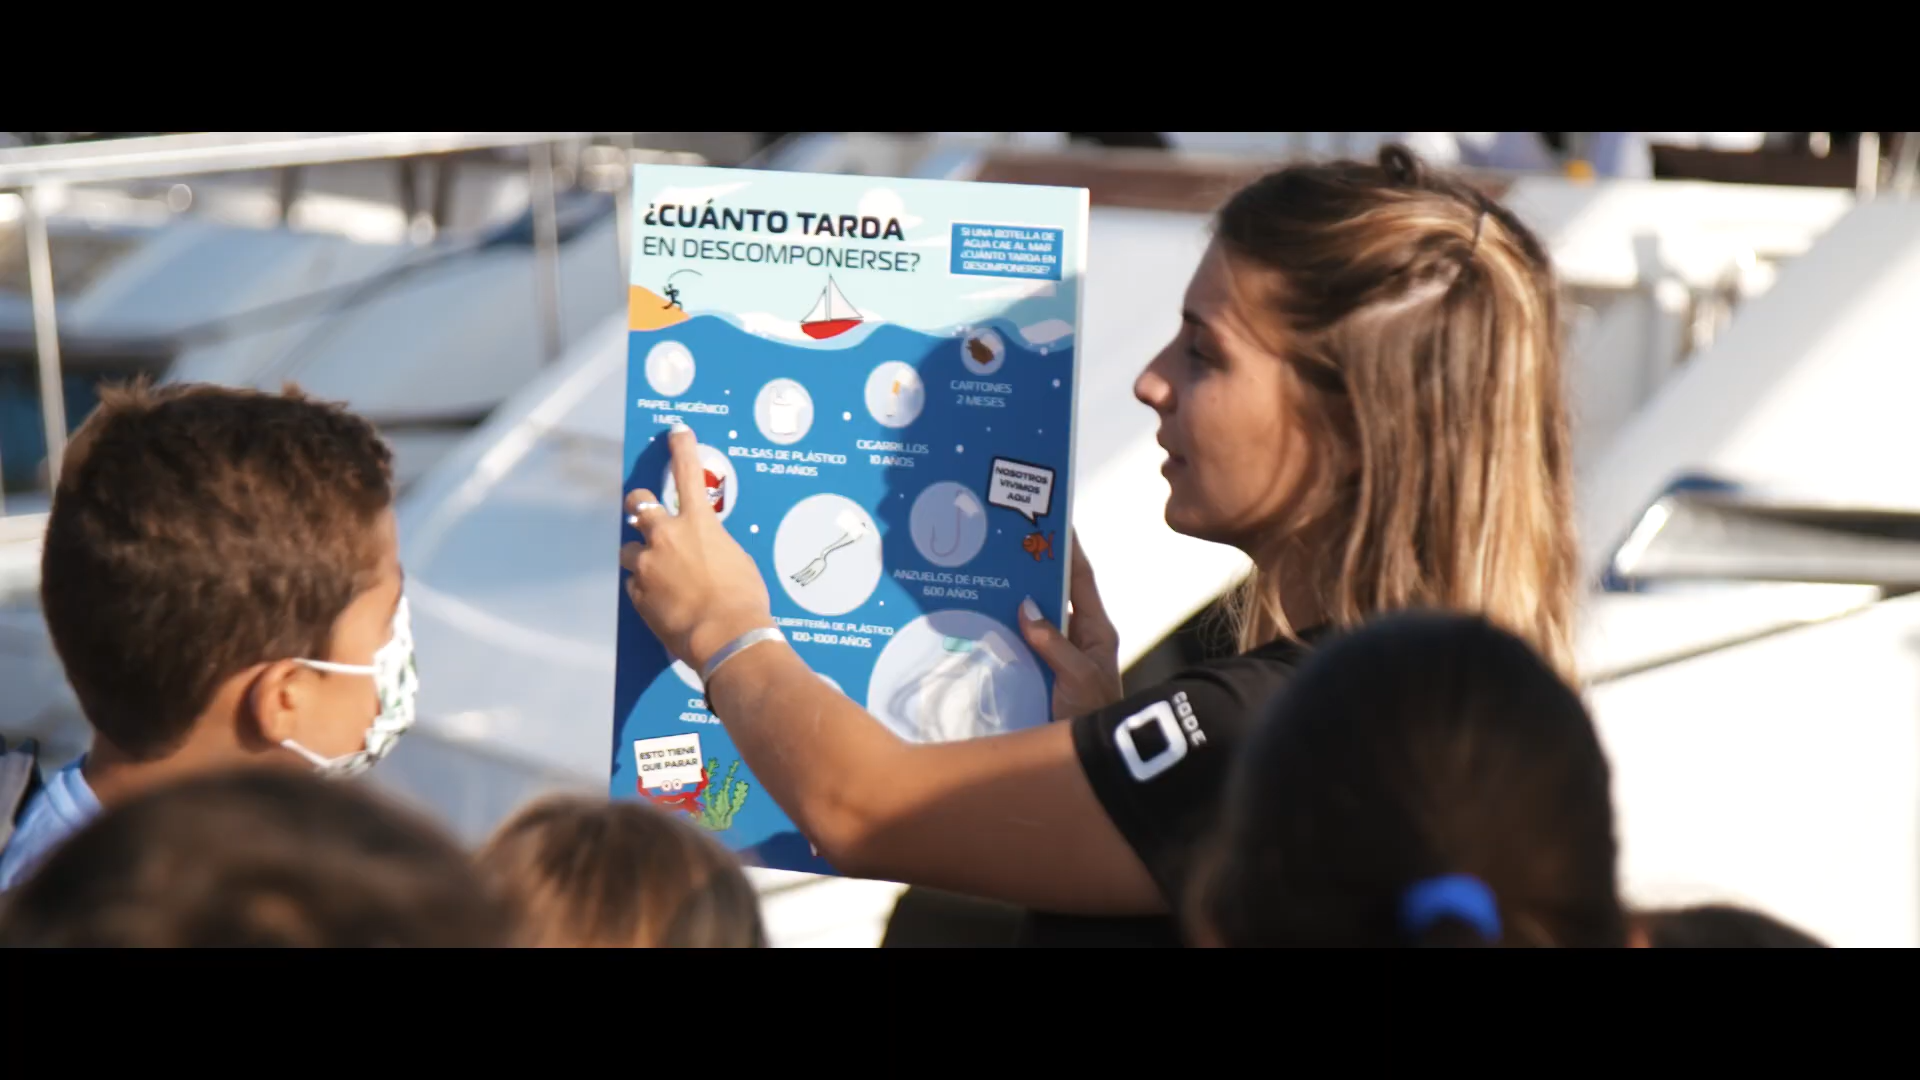 ¿CUÁNTO TARDA
EN DESCOMPONERSE?
SI UNA BOTELLA DE
AGUA CAE AL MAR
¿CUÁNTO TARDA EN
DESCOMPONERSE?
PAPEL HIGIÉNICO
1 MES
BOLSAS DE PLÁSTICO
10-20 AÑOS
CIGARRILLOS
10 AÑOS
CARTONES
2 MESES
NOSOTROS
VIVIMOS
AQUÍ
ANZUELOS DE PESCA
600 AÑOS
CUBERTERÍA DE PLÁSTICO
100-1000 AÑOS
4000
ESTO TIENE
QUE PARAR
CODE